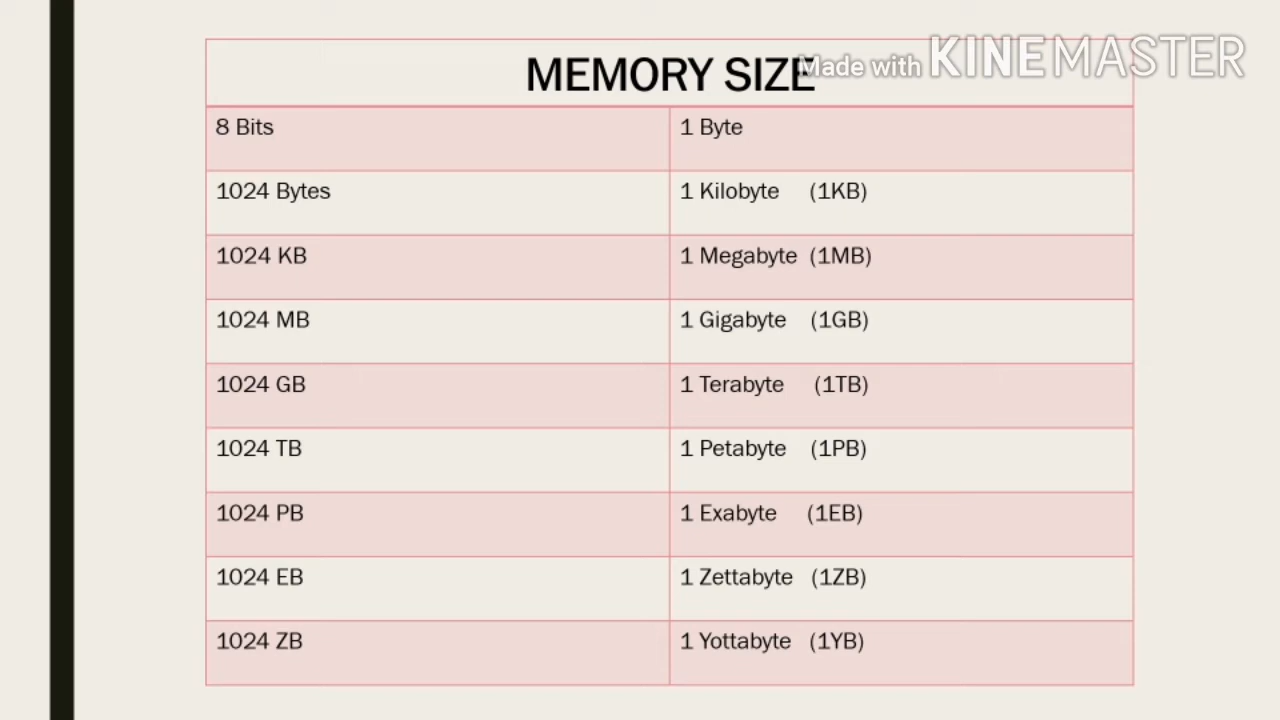 MEMORY SIZE
Made with KINEMASTER
8 Bits 1 Byte
1024 Bytes 1 Kilobyte (1KB)
1024 KB 1 Megabyte (1MB)
1024 MB 1 Gigabyte (1GB)
1024 GB 1 Terabyte (1TB)
1024 TB 1 Petabyte (1PB)
1024 PB 1 Exabyte (1EB)
1024 EB 1 Zettabyte (1ZB)
1024 ZB 1 Yottabyte (1YB)